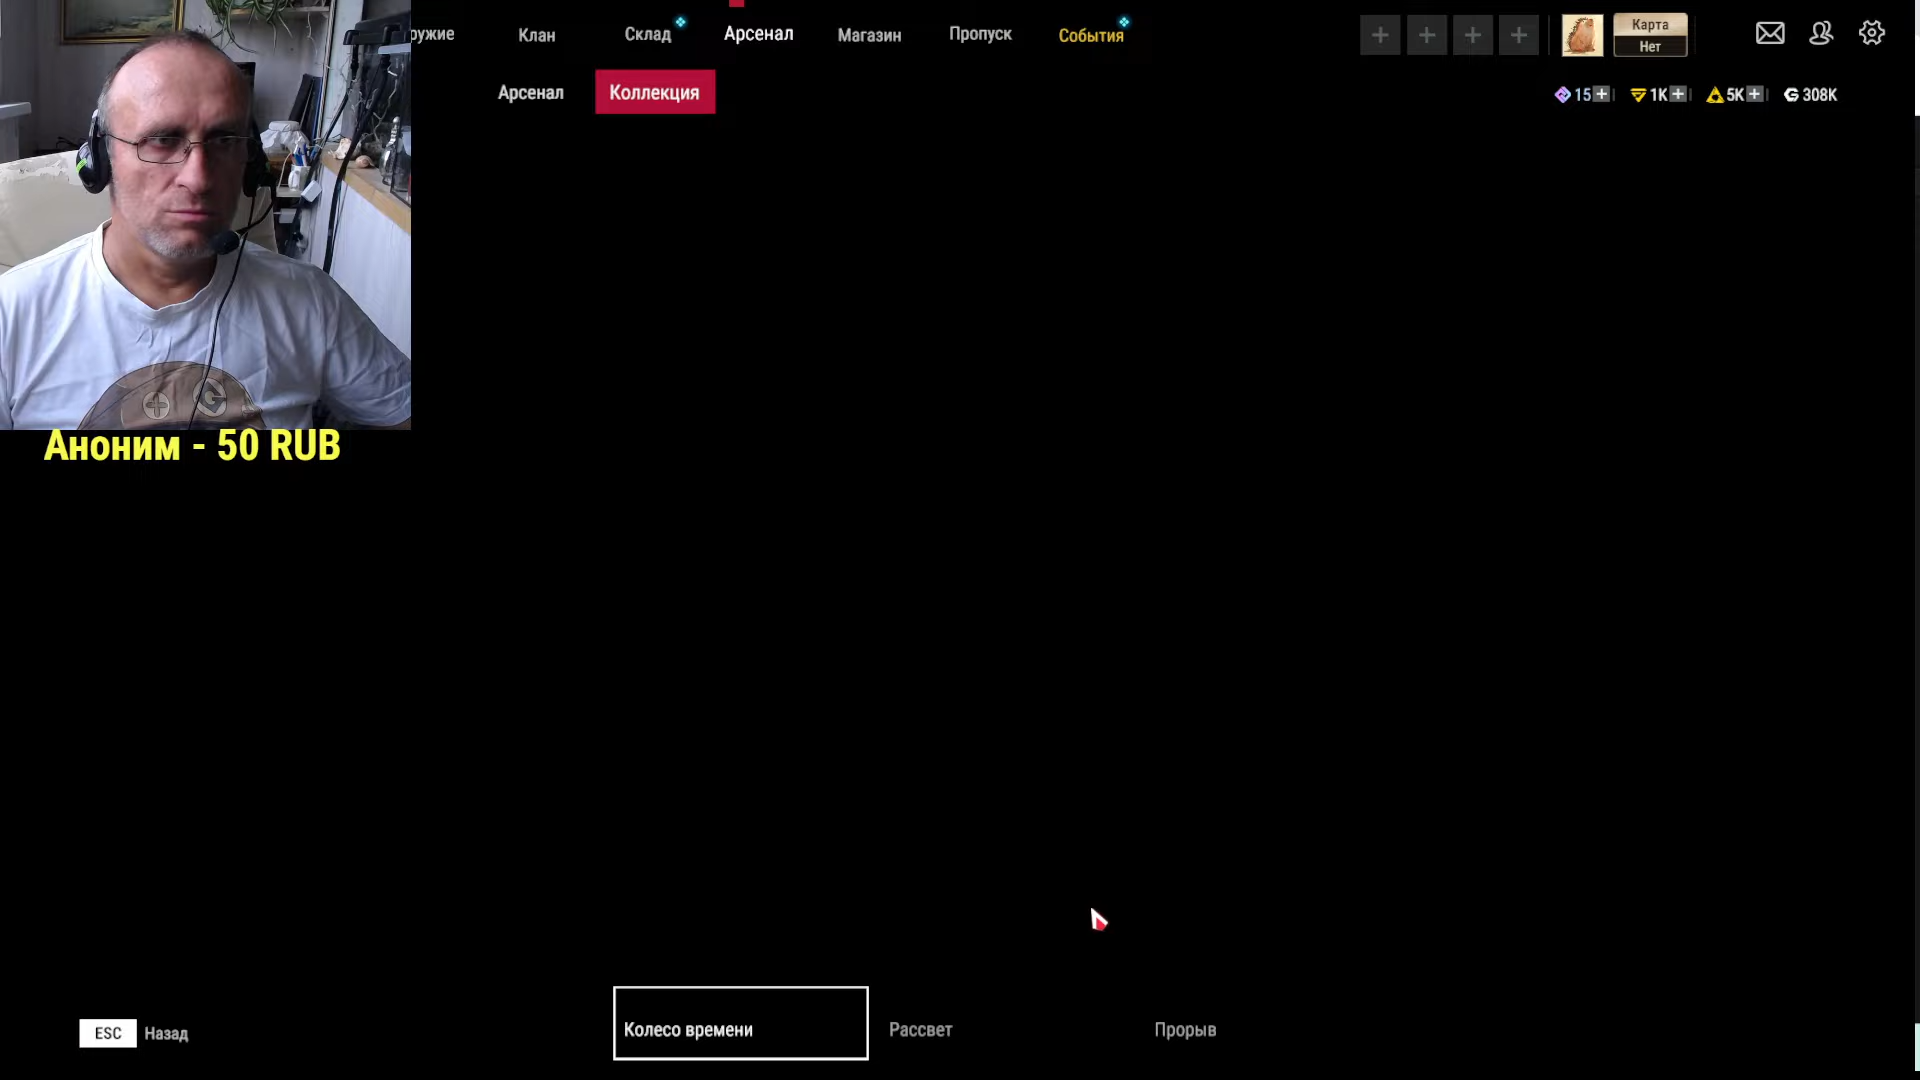 Клан
Склад
Арсенал
Магазин
Пропуск
События
Карта
Нет
Арсенал
Коллекция
15
1K
5K
308K
Аноним - 50 RUB
ESC
Назад
Колесо времени
Рассвет
Прорыв